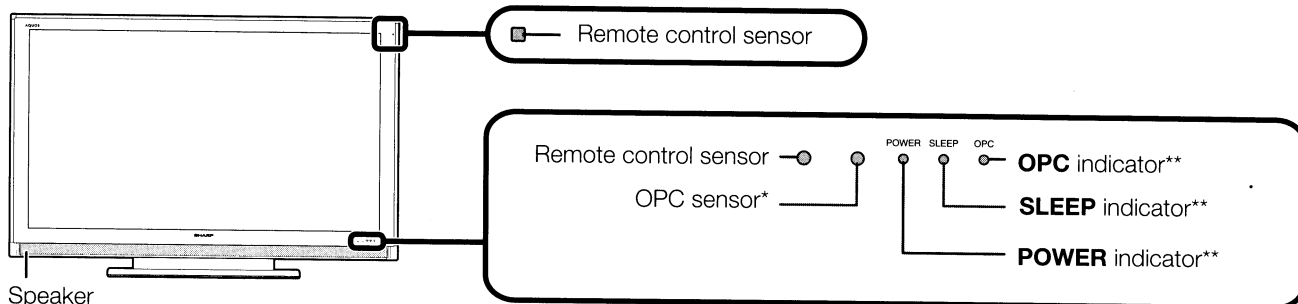 AQUOS
Remote control sensor
Remote control sensor
OPC sensor*
POWER SLEEP OPC
OPC indicator**
SLEEP indicator**
POWER indicator**
SHARP
Speaker